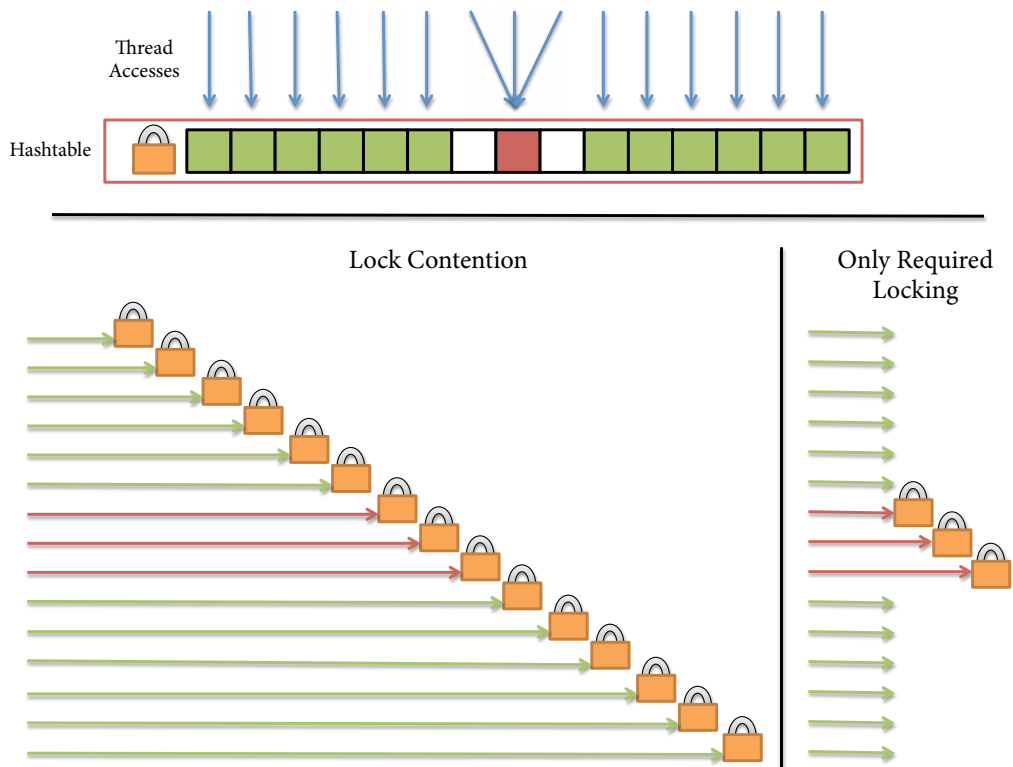 Thread
Accesses
Hashtable
Lock Contention
Only Required
Locking